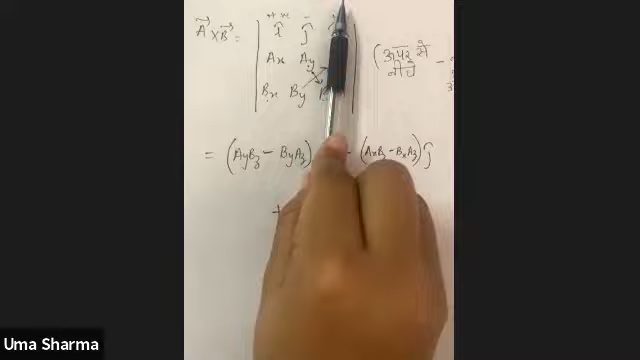 A⃗ × B⃗ = | î ĵ
Ax Ay
Bx By
(ऊपर से नीचे -
= (AyBz - ByAz) - (AxBz - BxAz) ĵ
+
Uma Sharma